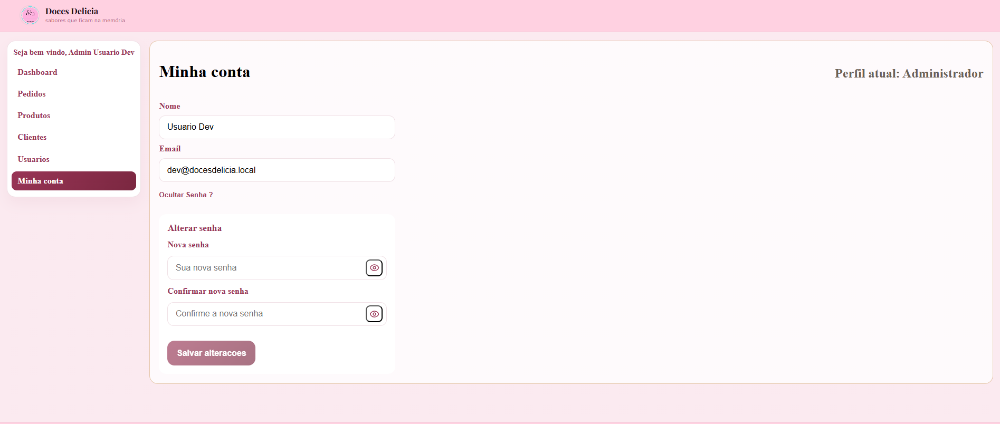 Doces Delicia
sabores que ficam na memória
Seja bem-vindo, Admin Usuario Dev
Dashboard
Pedidos
Produtos
Clientes
Usuarios
Minha conta
Minha conta
Perfil atual: Administrador
Nome
Usuario Dev
Email
dev@docesdelicia.local
Ocultar Senha ?
Alterar senha
Nova senha
Sua nova senha
Confirmar nova senha
Confirme a nova senha
Salvar alteracoes